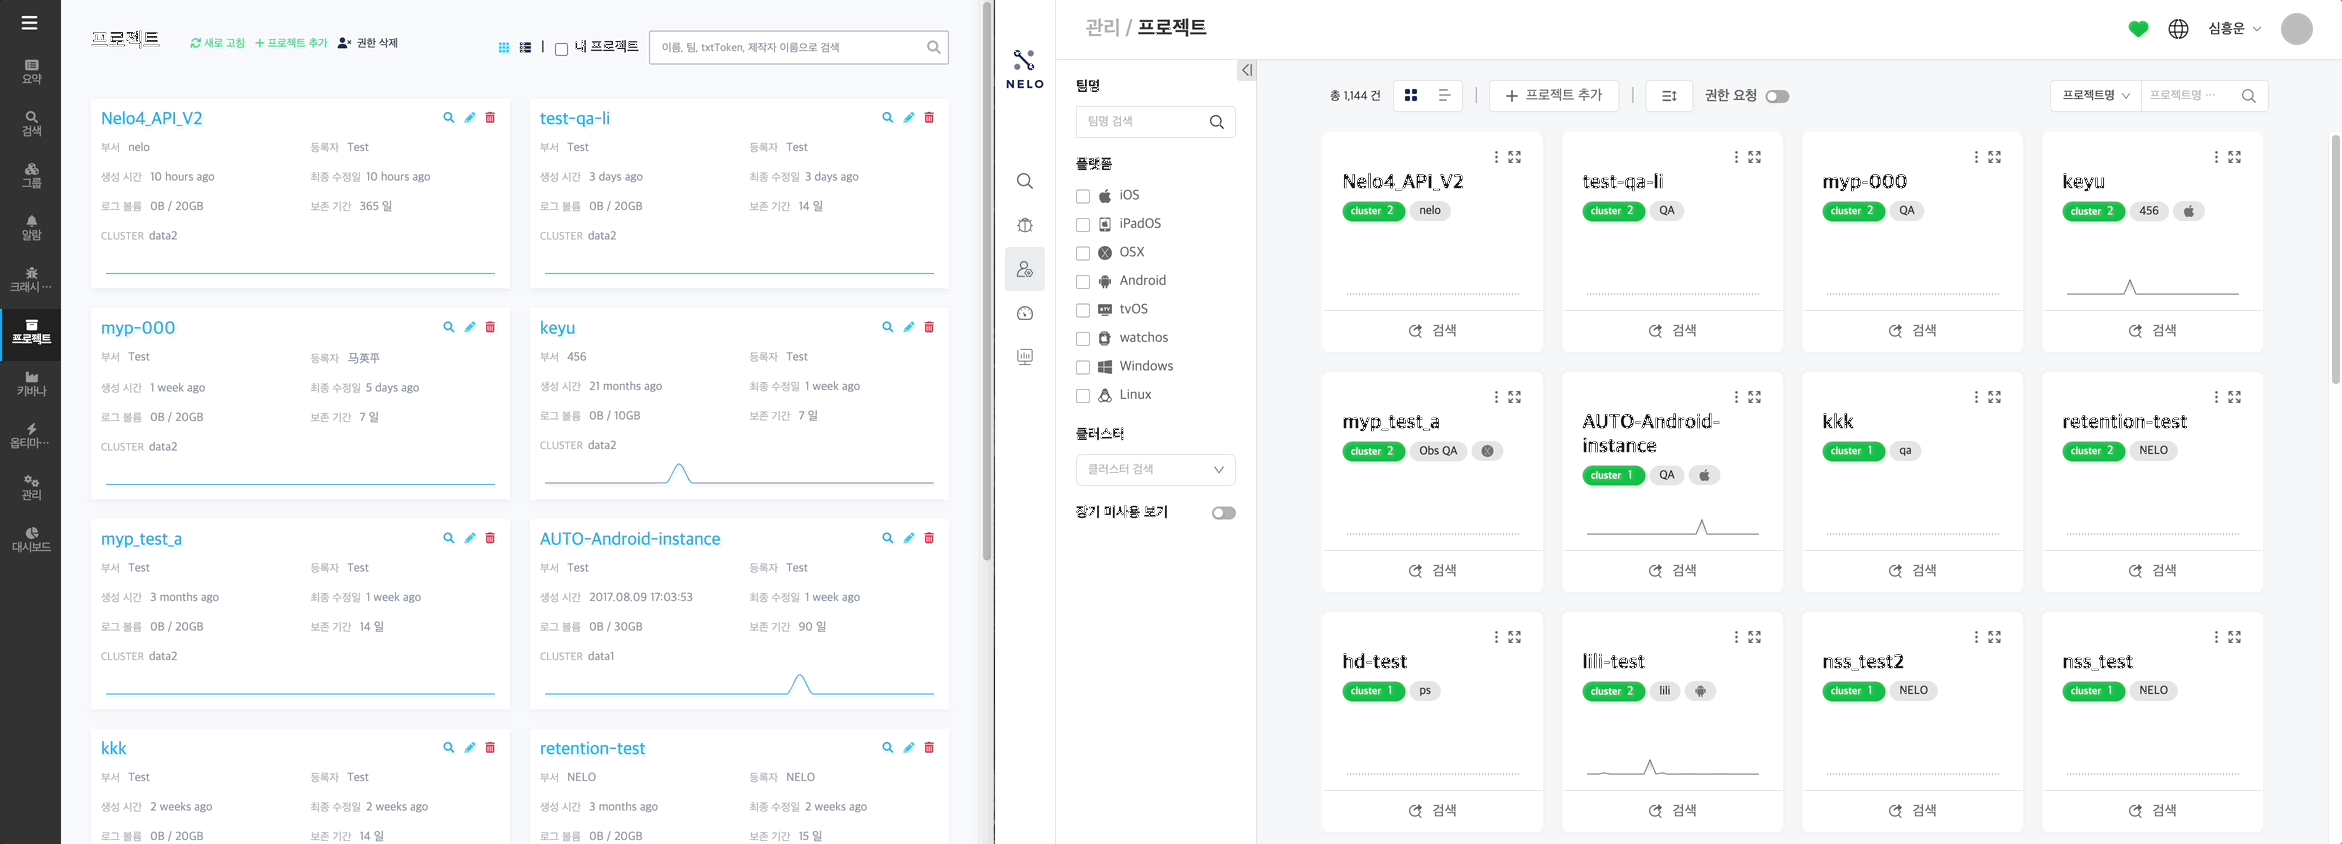 프로젝트
새로 고침
프로젝트 추가
권한 삭제
내 프로젝트
이름, 팀, txtToken, 제작자 이름으로 검색
요약
검색
그룹
알람
크래시 ...
프로젝트
키바나
옵티마...
관리
대시보드
Nelo4_API_V2
부서 nelo 등록자 Test
생성 시간 10 hours ago 최종 수정일 10 hours ago
로그 볼륨 0B / 20GB 보존 기간 365 일
CLUSTER data2
test-qa-li
부서 Test 등록자 Test
생성 시간 3 days ago 최종 수정일 3 days ago
로그 볼륨 0B / 20GB 보존 기간 14 일
CLUSTER data2
myp-000
부서 Test 등록자 马英平
생성 시간 1 week ago 최종 수정일 5 days ago
로그 볼륨 0B / 20GB 보존 기간 7 일
CLUSTER data2
keyu
부서 456 등록자 Test
생성 시간 21 months ago 최종 수정일 1 week ago
로그 볼륨 0B / 10GB 보존 기간 7 일
CLUSTER data2
myp_test_a
부서 Test 등록자 Test
생성 시간 3 months ago 최종 수정일 1 week ago
로그 볼륨 0B / 20GB 보존 기간 14 일
CLUSTER data2
AUTO-Android-instance
부서 Test 등록자 Test
생성 시간 2017.08.09 17:03:53 최종 수정일 1 week ago
로그 볼륨 0B / 30GB 보존 기간 90 일
CLUSTER data1
kkk
부서 Test 등록자 Test
생성 시간 2 weeks ago 최종 수정일 2 weeks ago
로그 볼륨 0B / 20GB 보존 기간 14 일
retention-test
부서 NELO 등록자 NELO
생성 시간 3 months ago 최종 수정일 2 weeks ago
로그 볼륨 0B / 20GB 보존 기간 15 일
NELO
관리 / 프로젝트
심홍운
팀명
팀명 검색
플랫폼
iOS
iPadOS
OSX
Android
tvOS
watchos
Windows
Linux
클러스터
클러스터 검색
장기 미사용 보기
총 1,144 건
프로젝트 추가
권한 요청
프로젝트명
프로젝트명 ...
Nelo4_API_V2
cluster 2 nelo
검색
test-qa-li
cluster 2 QA
검색
myp-000
cluster 2 QA
검색
keyu
cluster 2 456
검색
myp_test_a
cluster 2 Obs QA
검색
AUTO-Android-
instance
cluster 1 QA
검색
kkk
cluster 1 qa
검색
retention-test
cluster 2 NELO
검색
hd-test
cluster 1 ps
검색
lili-test
cluster 2 lili
검색
nss_test2
cluster 1 NELO
검색
nss_test
cluster 1 NELO
검색